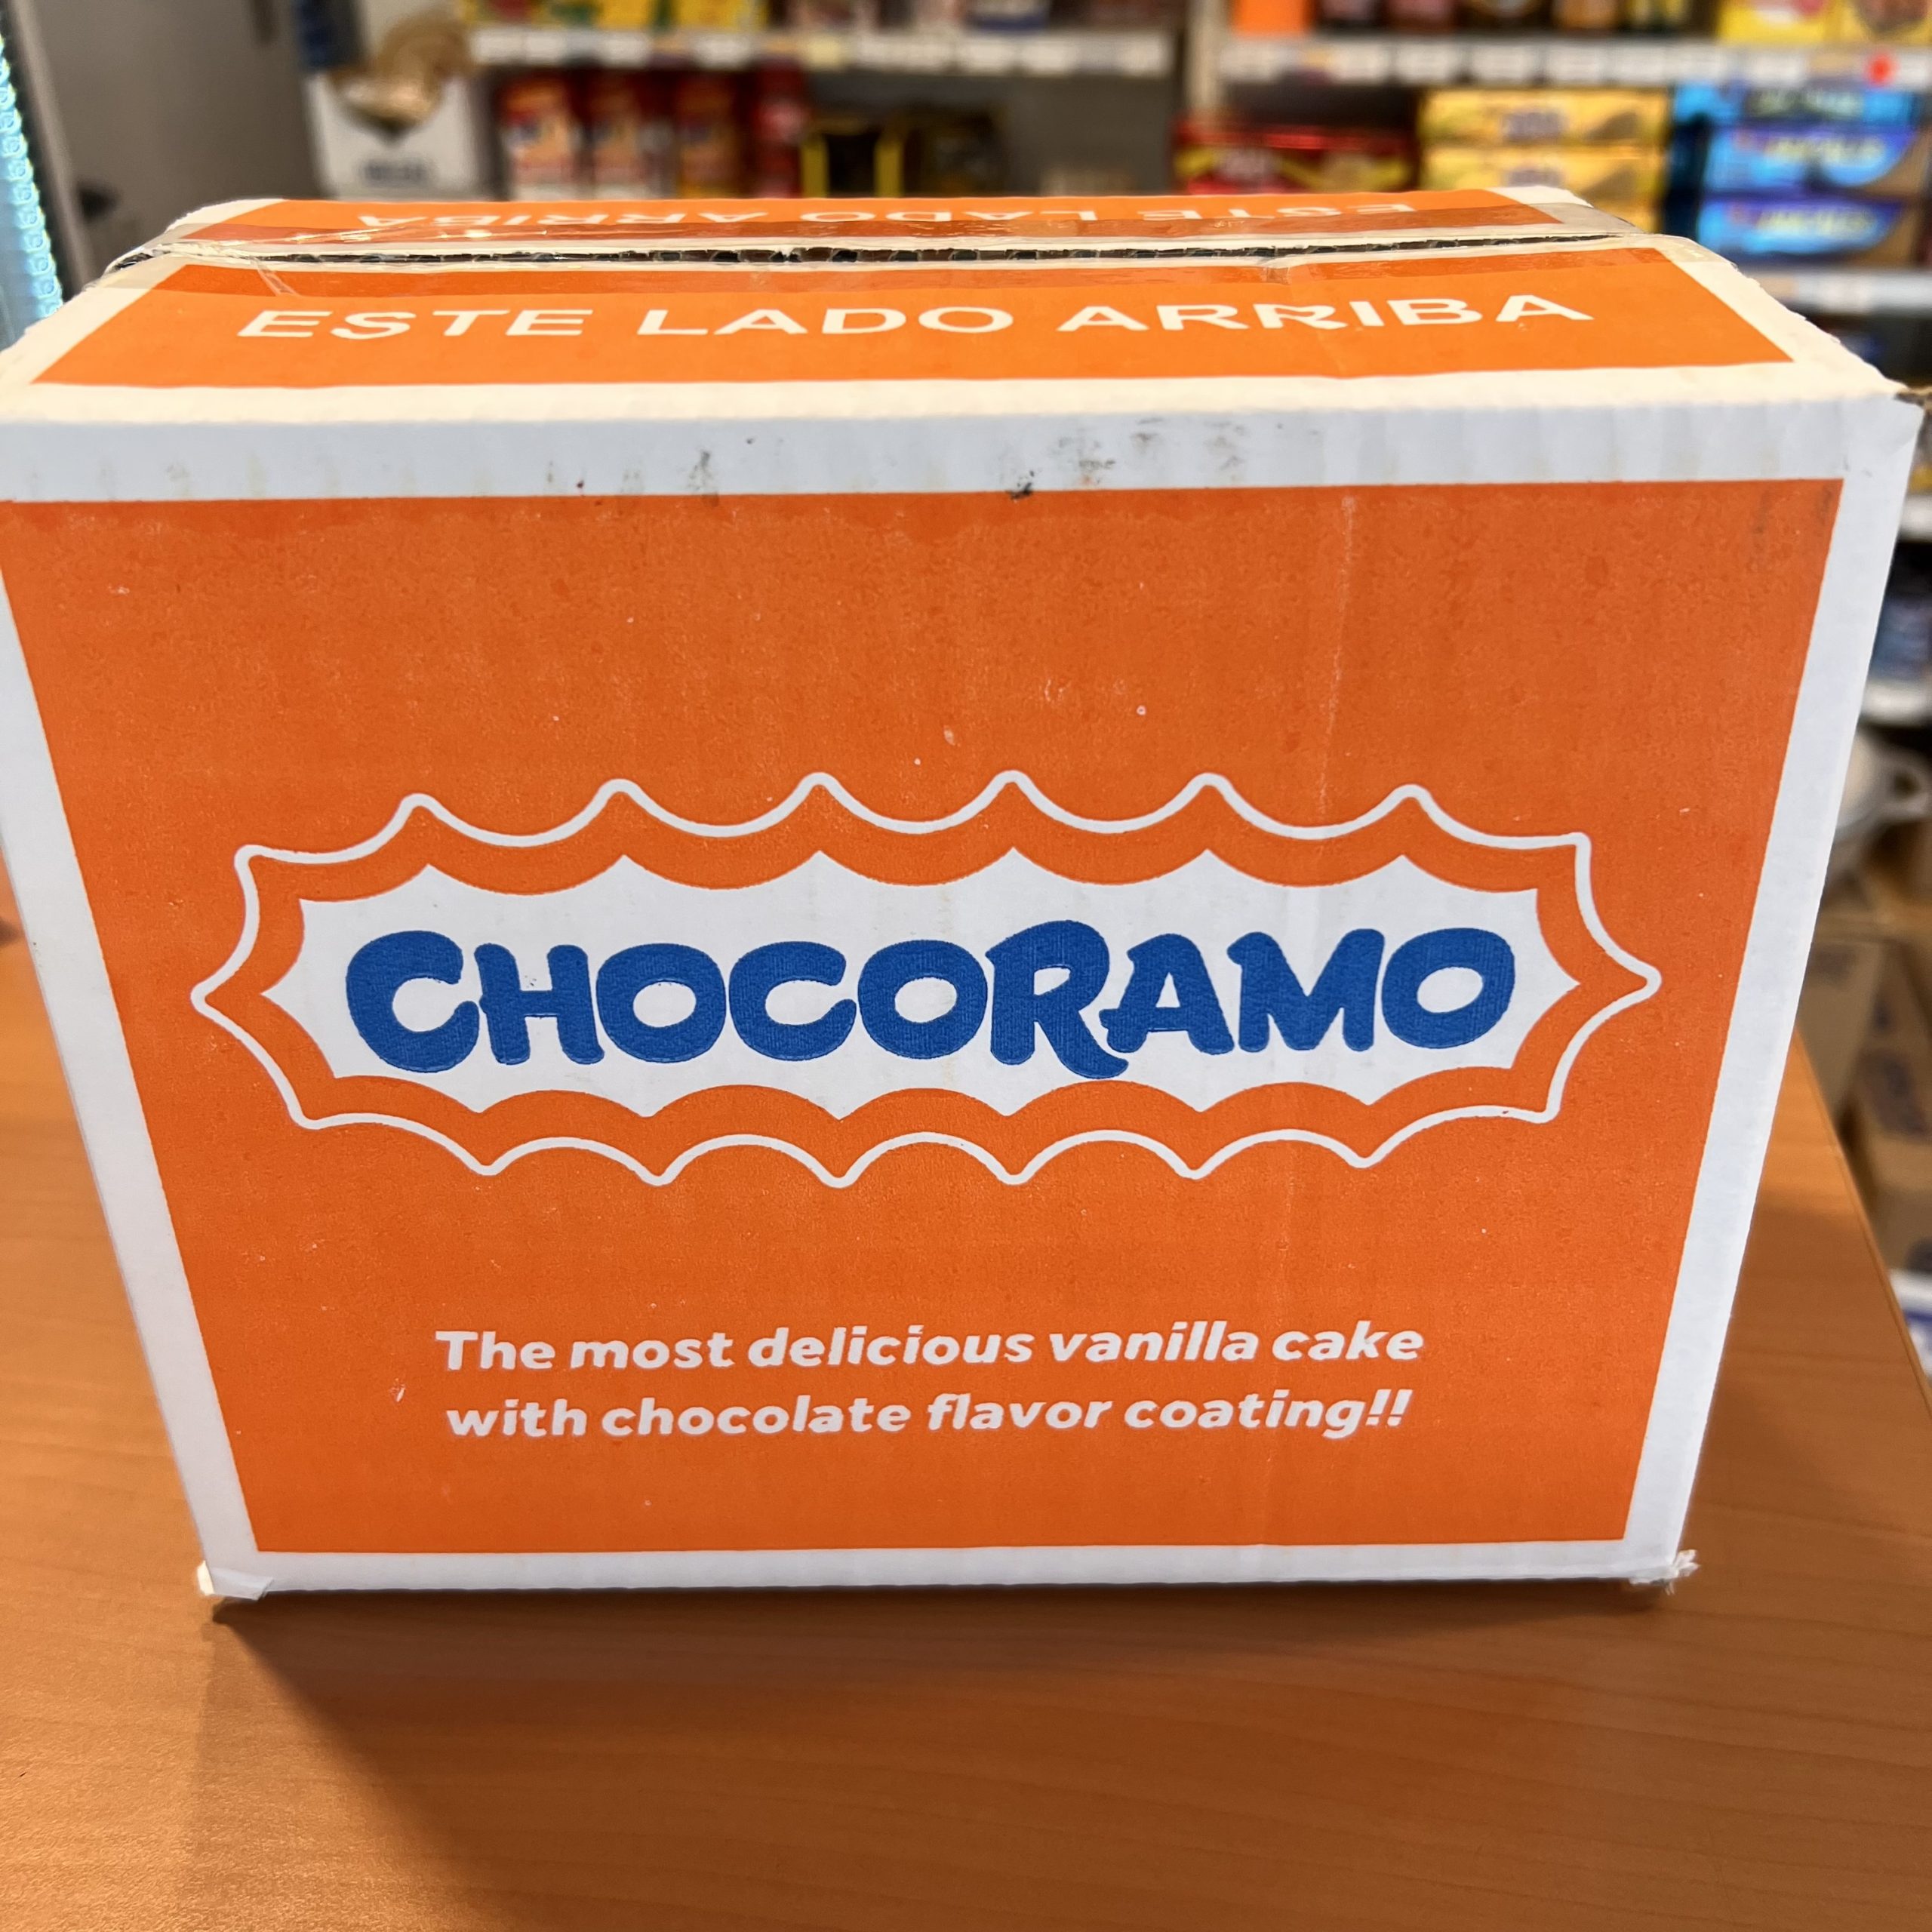 ESTE LADO ARRIBA
ESTE LADO ARRIBA
CHOCORAMO
The most delicious vanilla cake
with chocolate flavor coating!!